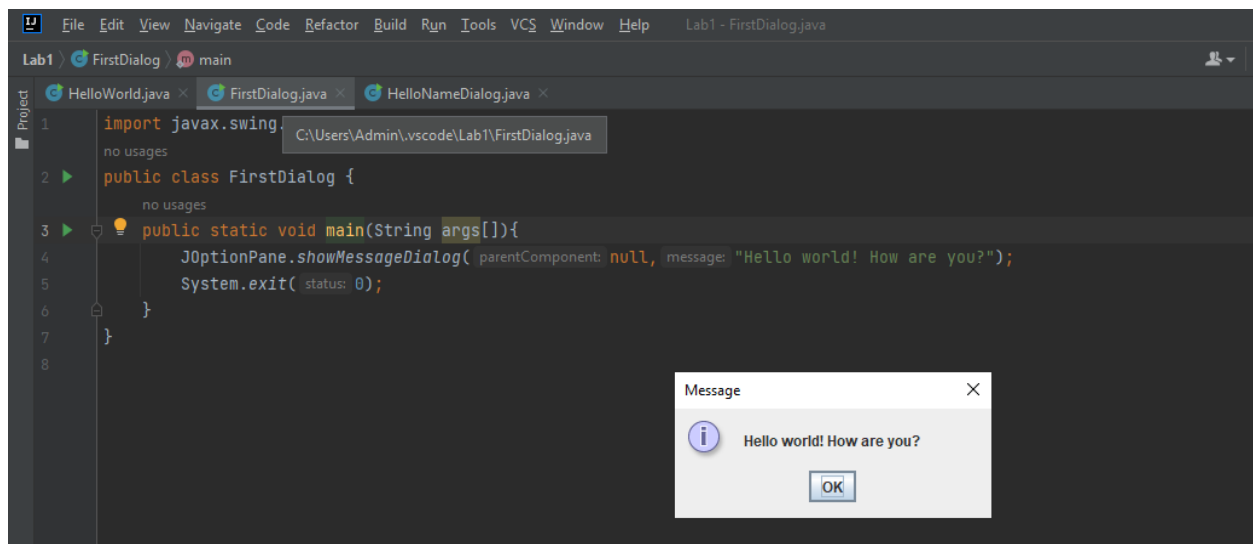 IJ File Edit View Navigate Code Refactor Build Run Tools VCS Window Help Lab1 - FirstDialog.java
Lab1 FirstDialog main
HelloWorld.java FirstDialog.java HelloNameDialog.java
Project
1 import javax.swing.
C:\Users\Admin\.vscode\Lab1\FirstDialog.java
no usages
2 public class FirstDialog {
no usages
3 public static void main(String args[]){
4 JOptionPane.showMessageDialog( parentComponent: null, message: "Hello world! How are you?");
5 System.exit( status: 0);
6 }
7 }
8
Message
i Hello world! How are you?
OK